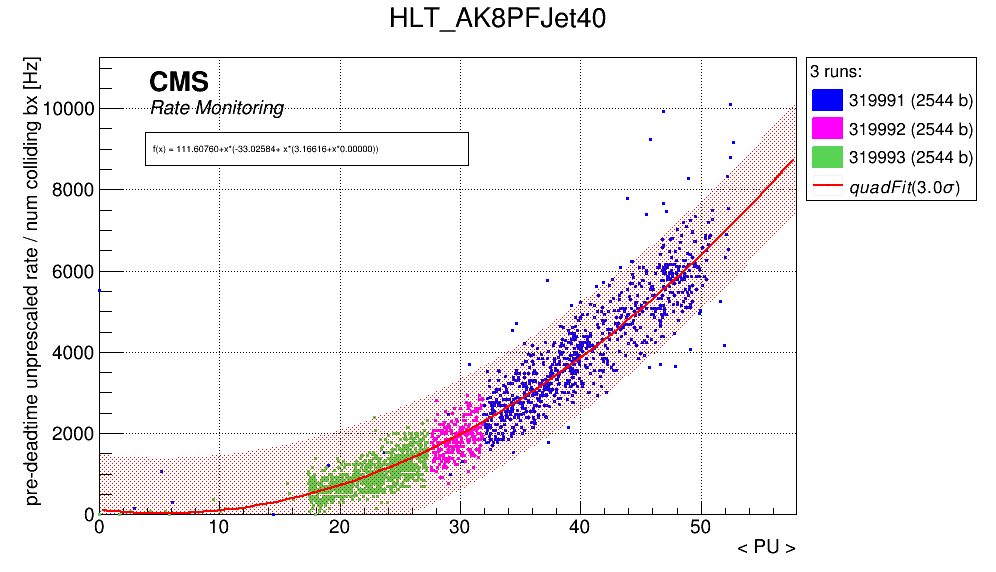 HLT_AK8PFJet40
pre-deadtime unprescaled rate / num colliding bx [Hz]
CMS
Rate Monitoring
f(x) = 111.60760+x*(-33.02584+ x*(3.16616+x*0.00000))
10000
8000
6000
4000
2000
0
0 10 20 30 40 50
< PU >
3 runs:
319991 (2544 b)
319992 (2544 b)
319993 (2544 b)
quadFit(3.0σ)